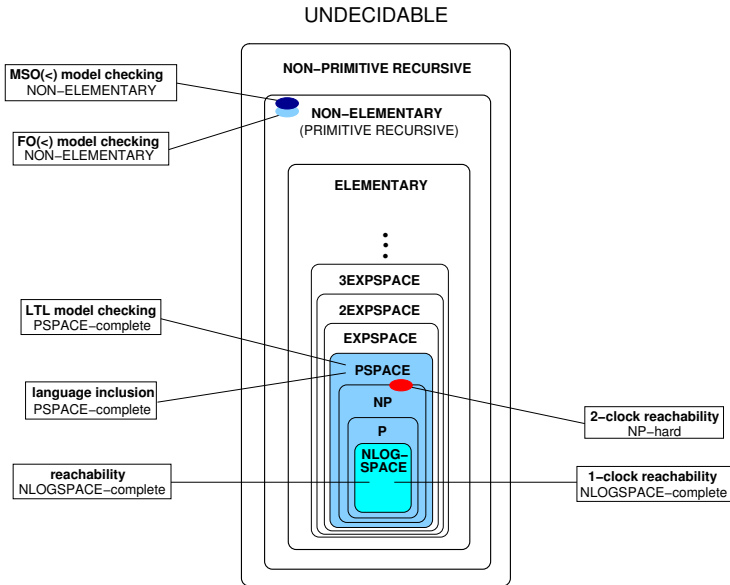 UNDECIDABLE
NON−PRIMITIVE RECURSIVE
MSO(<) model checking
NON−ELEMENTARY
NON−ELEMENTARY
(PRIMITIVE RECURSIVE)
FO(<) model checking
NON−ELEMENTARY
ELEMENTARY
3EXPSPACE
2EXPSPACE
EXPSPACE
LTL model checking
PSPACE−complete
PSPACE
language inclusion
PSPACE−complete
NP
2−clock reachability
NP−hard
P
NLOG−
SPACE
reachability
NLOGSPACE−complete
1−clock reachability
NLOGSPACE−complete